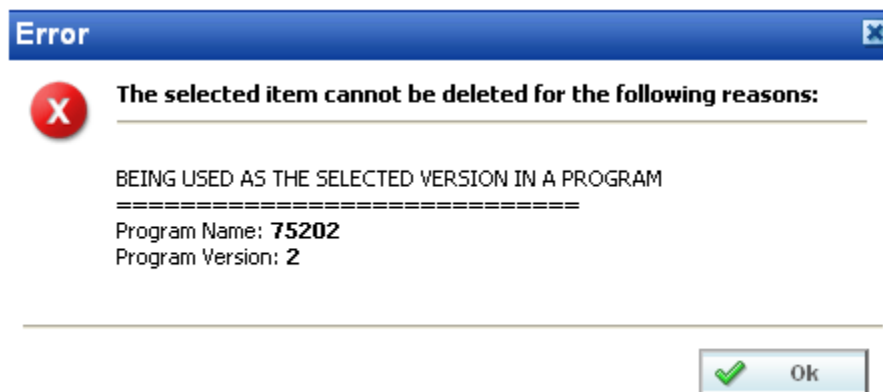 Error
The selected item cannot be deleted for the following reasons:
BEING USED AS THE SELECTED VERSION IN A PROGRAM
==============================
Program Name: 75202
Program Version: 2
Ok